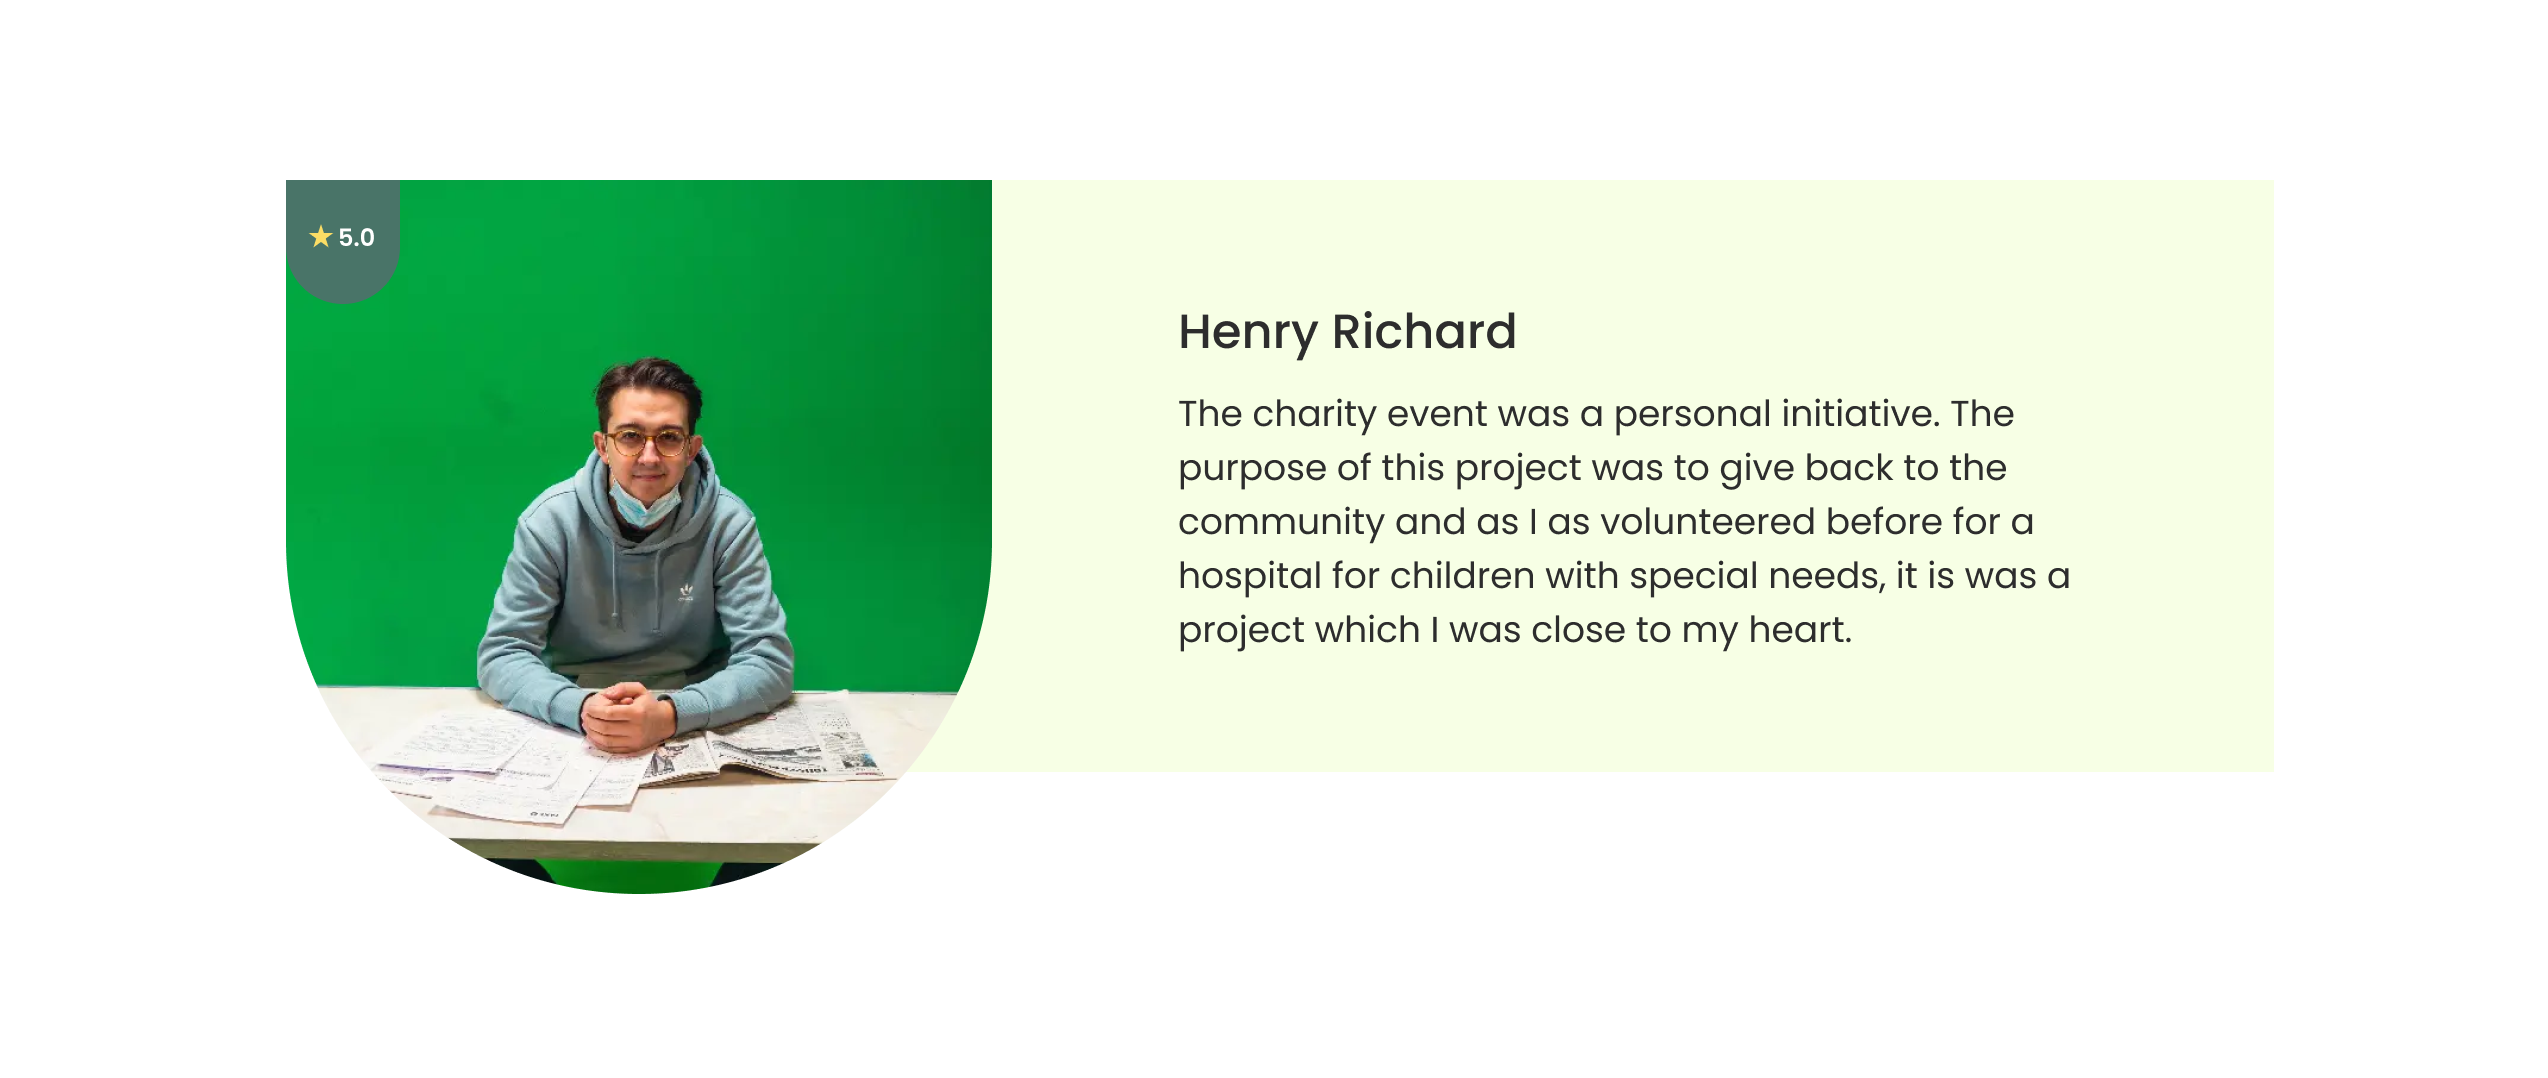 5.0
Henry Richard
The charity event was a personal initiative. The
purpose of this project was to give back to the
community and as I as volunteered before for a
hospital for children with special needs, it is was a
project which I was close to my heart.